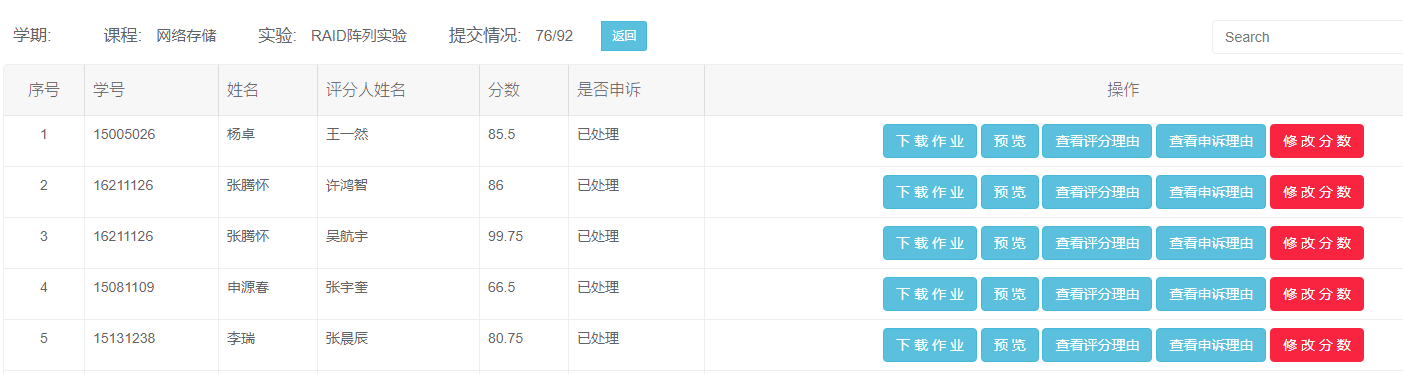 学期: 课程: 网络存储 实验: RAID阵列实验 提交情况: 76/92 返回 Search
序号 学号 姓名 评分人姓名 分数 是否申诉 操作
1 15005026 杨卓 王一然 85.5 已处理 下载作业 预览 查看评分理由 查看申诉理由 修改分数
2 16211126 张腾怀 许鸿智 86 已处理 下载作业 预览 查看评分理由 查看申诉理由 修改分数
3 16211126 张腾怀 吴航宇 99.75 已处理 下载作业 预览 查看评分理由 查看申诉理由 修改分数
4 15081109 申源春 张宇奎 66.5 已处理 下载作业 预览 查看评分理由 查看申诉理由 修改分数
5 15131238 李瑞 张晨辰 80.75 已处理 下载作业 预览 查看评分理由 查看申诉理由 修改分数